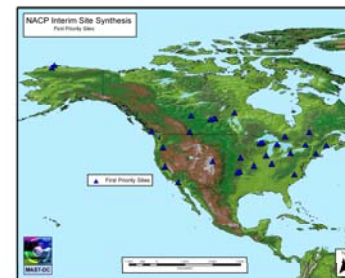 NACP Interim Site Synthesis
First Priority Sites
First Priority Sites
MAST-DC